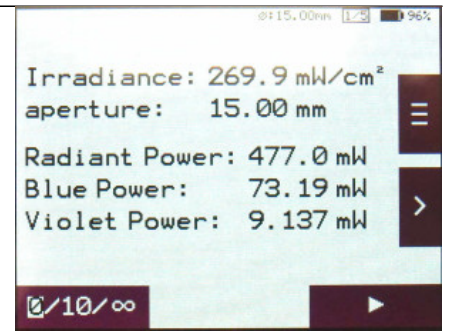 ⌀:15.00mm 1/5 96%
Irradiance: 269.9 mW/cm²
aperture: 15.00 mm
Radiant Power: 477.0 mW
Blue Power: 73.19 mW
Violet Power: 9.137 mW
0/10/∞